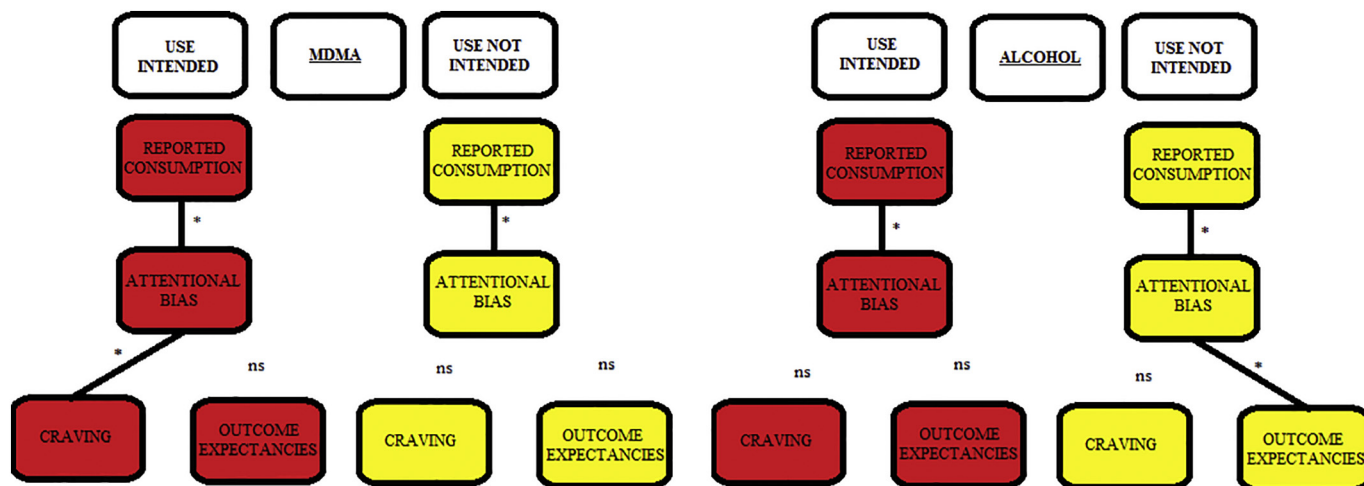 USE
INTENDED
MDMA
USE NOT
INTENDED
REPORTED
CONSUMPTION
REPORTED
CONSUMPTION
*
*
ATTENTIONAL
BIAS
ATTENTIONAL
BIAS
*
ns
ns
ns
CRAVING
OUTCOME
EXPECTANCIES
CRAVING
OUTCOME
EXPECTANCIES
USE
INTENDED
ALCOHOL
USE NOT
INTENDED
REPORTED
CONSUMPTION
REPORTED
CONSUMPTION
*
*
ATTENTIONAL
BIAS
ATTENTIONAL
BIAS
ns
ns
ns
*
CRAVING
OUTCOME
EXPECTANCIES
CRAVING
OUTCOME
EXPECTANCIES